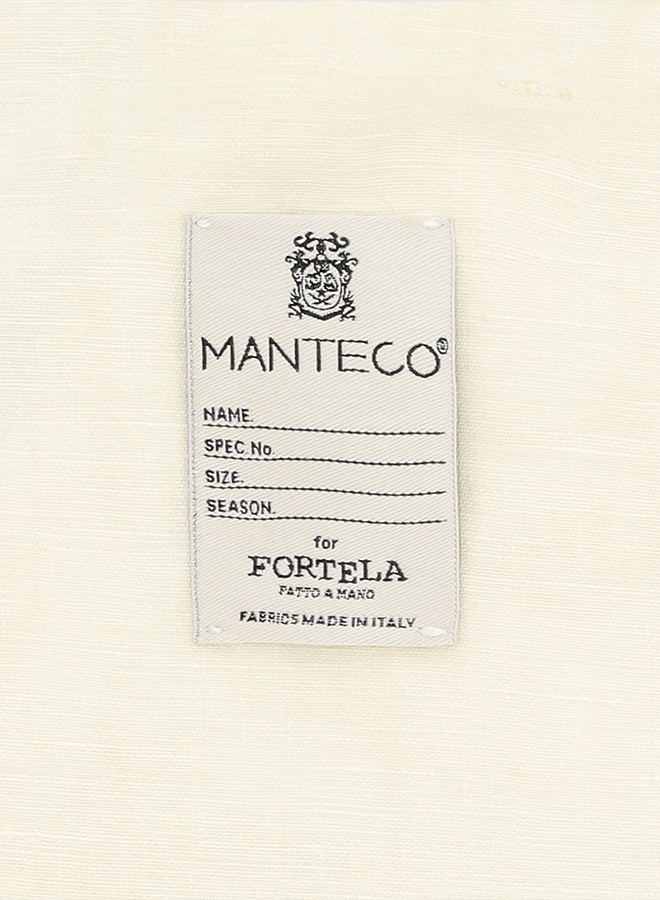 MANTECO®
NAME.
SPEC. No.
SIZE.
SEASON.
for
FORTELA
FATTO A MANO
FABRICS MADE IN ITALY